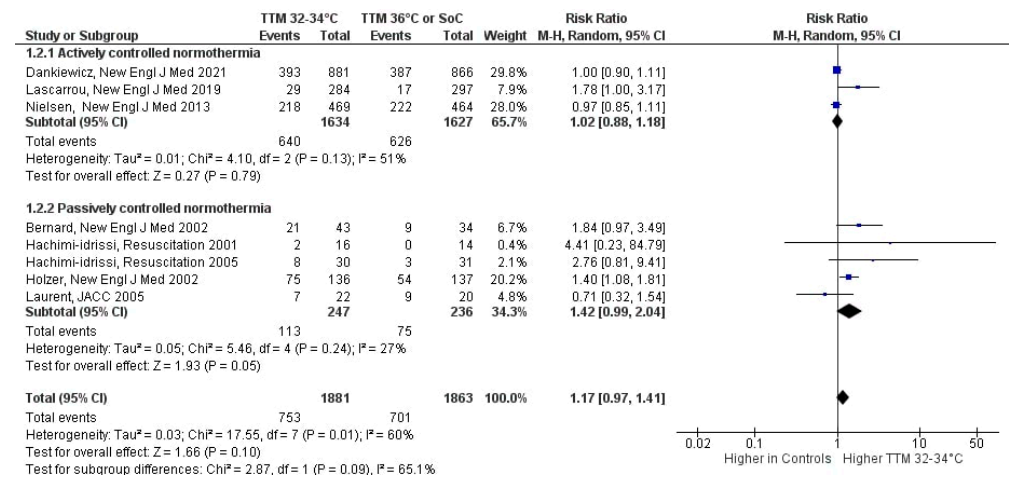 TTM 32-34°C TTM 36°C or SoC Risk Ratio Risk Ratio
Study or Subgroup Events Total Events Total Weight M-H, Random, 95% CI M-H, Random, 95% CI
1.2.1 Actively controlled normothermia
Dankiewicz, New Engl J Med 2021 393 881 387 866 29.8% 1.00 [0.90, 1.11]
Lascarrou, New Engl J Med 2019 29 284 17 297 7.9% 1.78 [1.00, 3.17]
Nielsen, New Engl J Med 2013 218 469 222 464 28.0% 0.97 [0.85, 1.11]
Subtotal (95% CI) 1634 1627 65.7% 1.02 [0.88, 1.18]
Total events 640 626
Heterogeneity: Tau² = 0.01; Chi² = 4.10, df = 2 (P = 0.13); I² = 51%
Test for overall effect: Z = 0.27 (P = 0.79)
1.2.2 Passively controlled normothermia
Bernard, New Engl J Med 2002 21 43 9 34 6.7% 1.84 [0.97, 3.49]
Hachimi-idrissi, Resuscitation 2001 2 16 0 14 0.4% 4.41 [0.23, 84.79]
Hachimi-idrissi, Resuscitation 2005 8 30 3 31 2.1% 2.76 [0.81, 9.41]
Holzer, New Engl J Med 2002 75 136 54 137 20.2% 1.40 [1.08, 1.81]
Laurent, JACC 2005 7 22 9 20 4.8% 0.71 [0.32, 1.54]
Subtotal (95% CI) 247 236 34.3% 1.42 [0.99, 2.04]
Total events 113 75
Heterogeneity: Tau² = 0.05; Chi² = 5.46, df = 4 (P = 0.24); I² = 27%
Test for overall effect: Z = 1.93 (P = 0.05)
Total (95% CI) 1881 1863 100.0% 1.17 [0.97, 1.41]
Total events 753 701
Heterogeneity: Tau² = 0.03; Chi² = 17.55, df = 7 (P = 0.01); I² = 60%
Test for overall effect: Z = 1.66 (P = 0.10)
Test for subgroup differences: Chi² = 2.87, df = 1 (P = 0.09), I² = 65.1%
0.02 0.1 1 10 50
Higher in Controls Higher TTM 32-34°C